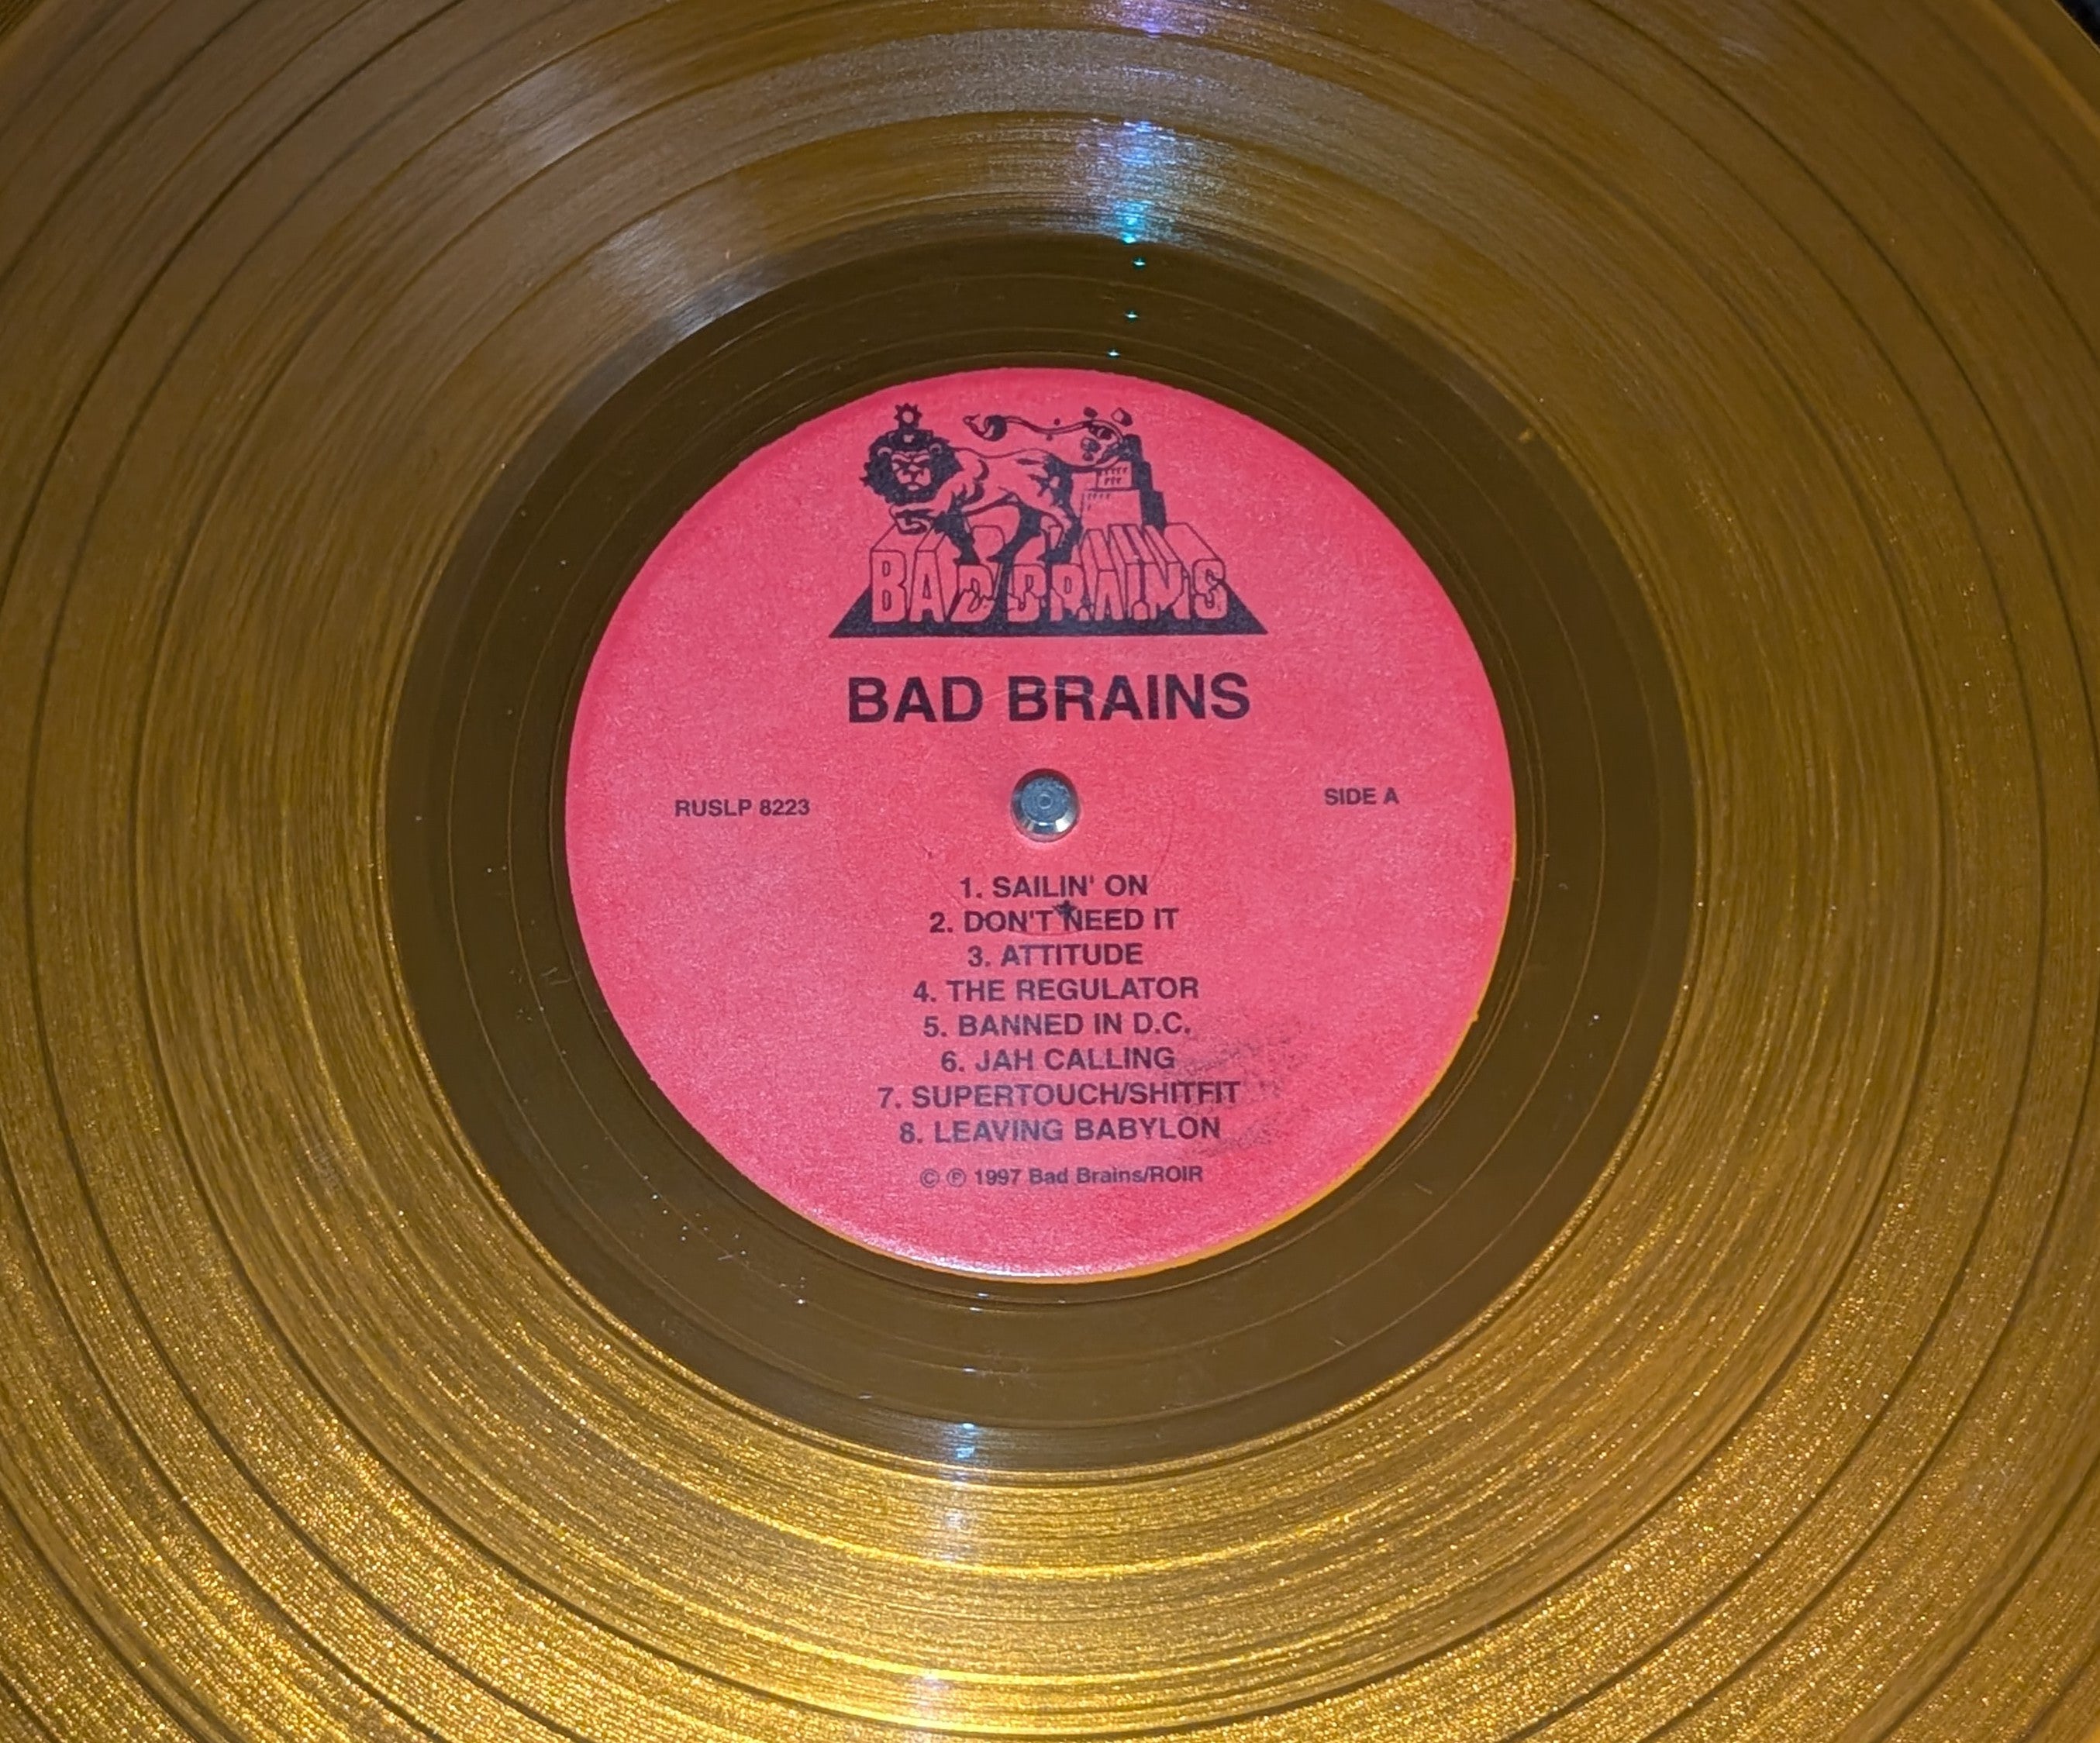 BAD BRAINS
BAD BRAINS
RUSLP 8223
SIDE A
1. SAILIN' ON
2. DON'T NEED IT
3. ATTITUDE
4. THE REGULATOR
5. BANNED IN D.C.
6. JAH CALLING
7. SUPERTOUCH/SHITFIT
8. LEAVING BABYLON
© ℗ 1997 Bad Brains/ROIR